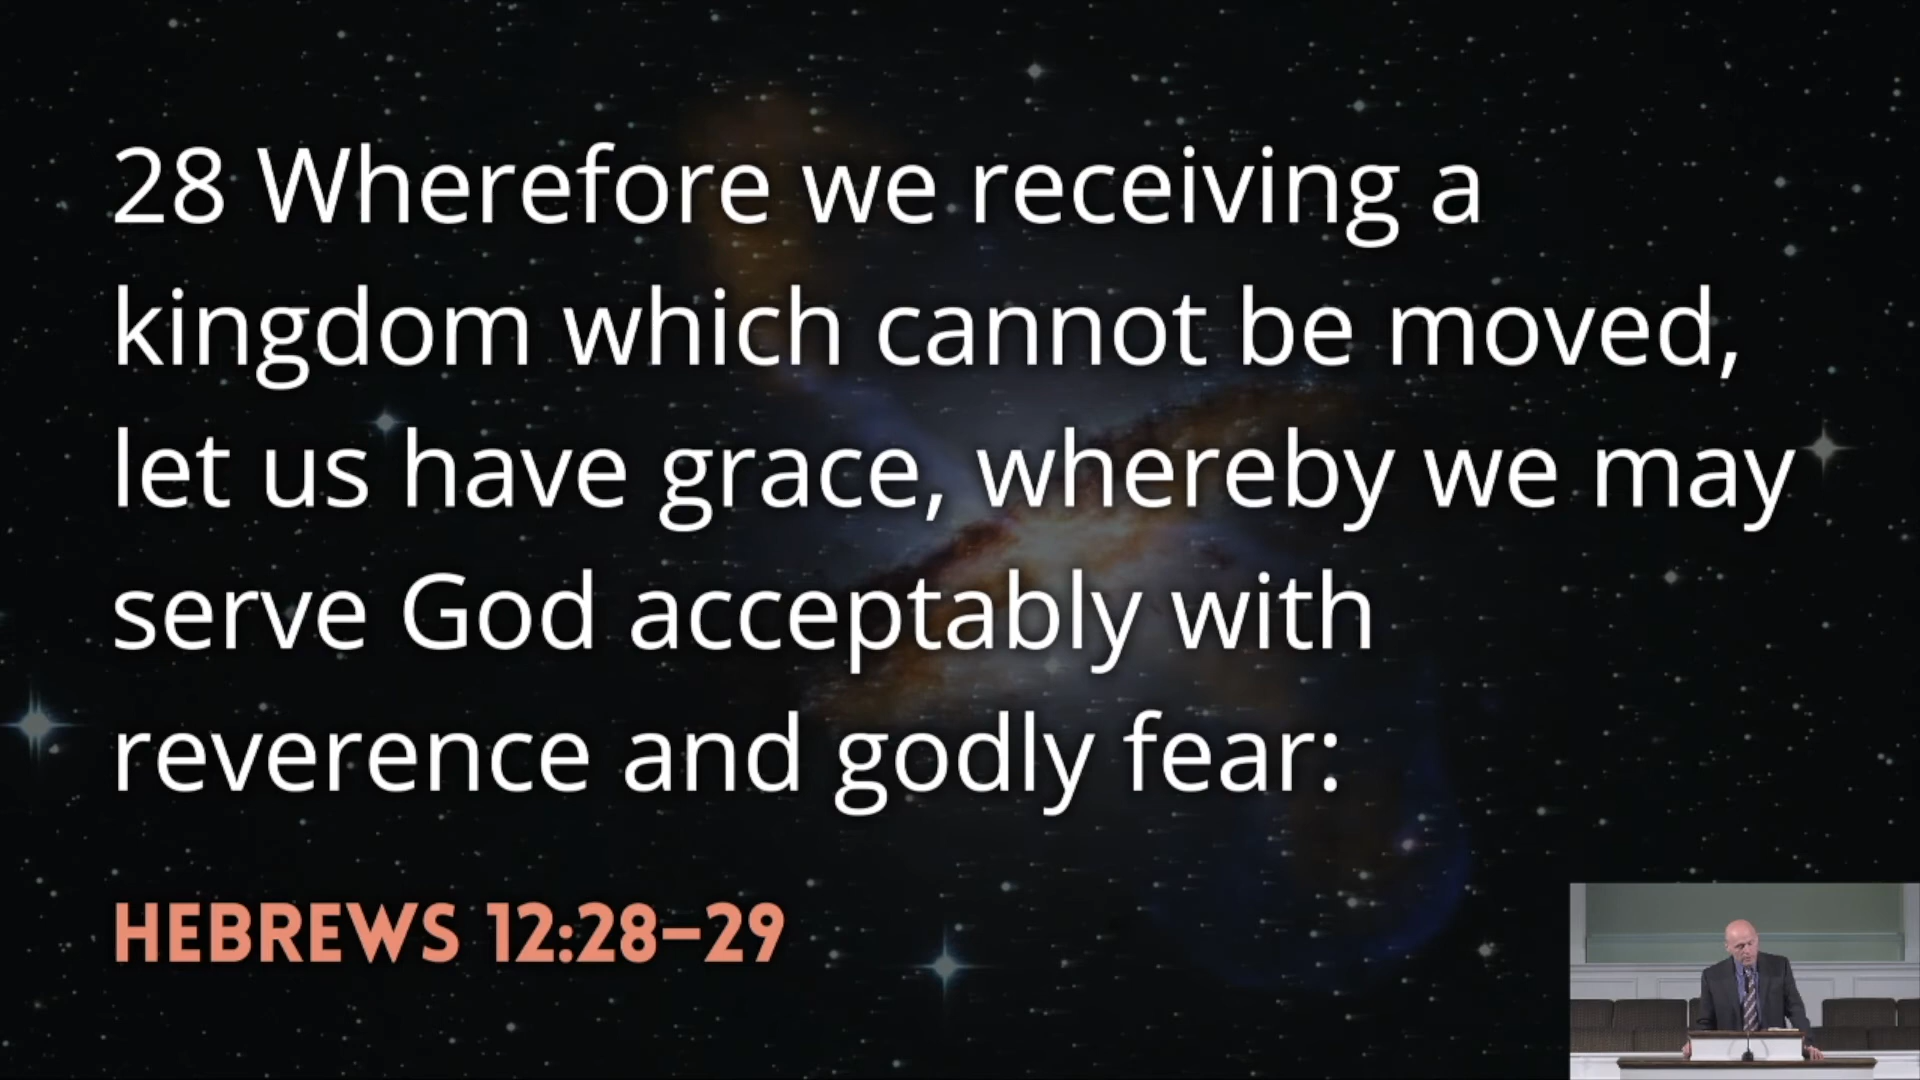 28 Wherefore we receiving a
kingdom which cannot be moved,
let us have grace, whereby we may
serve God acceptably with
reverence and godly fear:
HEBREWS 12:28–29